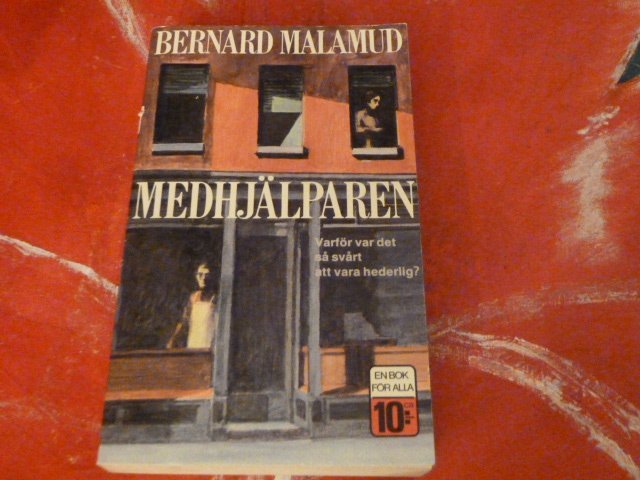 BERNARD MALAMUD
MEDHJÄLPAREN
Varför var det
så svårt
att vara hederlig?
EN BOK
FÖR ALLA
10:-